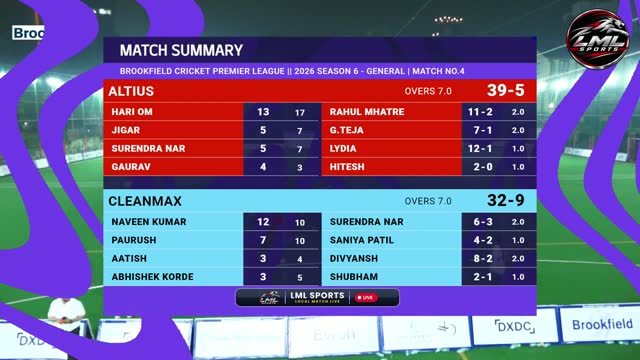 Broo
LML
SPORTS
MATCH SUMMARY
BROOKFIELD CRICKET PREMIER LEAGUE || 2026 SEASON 6 - GENERAL | MATCH NO.4
ALTIUS OVERS 7.0 39-5
HARI OM 13 17 RAHUL MHATRE 11-2 2.0
JIGAR 5 7 G.TEJA 7-1 2.0
SURENDRA NAR 5 7 LYDIA 12-1 1.0
GAURAV 4 3 HITESH 2-0 1.0
CLEANMAX OVERS 7.0 32-9
NAVEEN KUMAR 12 10 SURENDRA NAR 6-3 2.0
PAURUSH 7 10 SANIYA PATIL 4-2 1.0
AATISH 3 4 DIVYANSH 8-2 2.0
ABHISHEK KORDE 3 5 SHUBHAM 2-1 1.0
LML SPORTS
LOCAL MATCH LIVE
LIVE
DXDC
Brookfield
DXDC
Brookfield